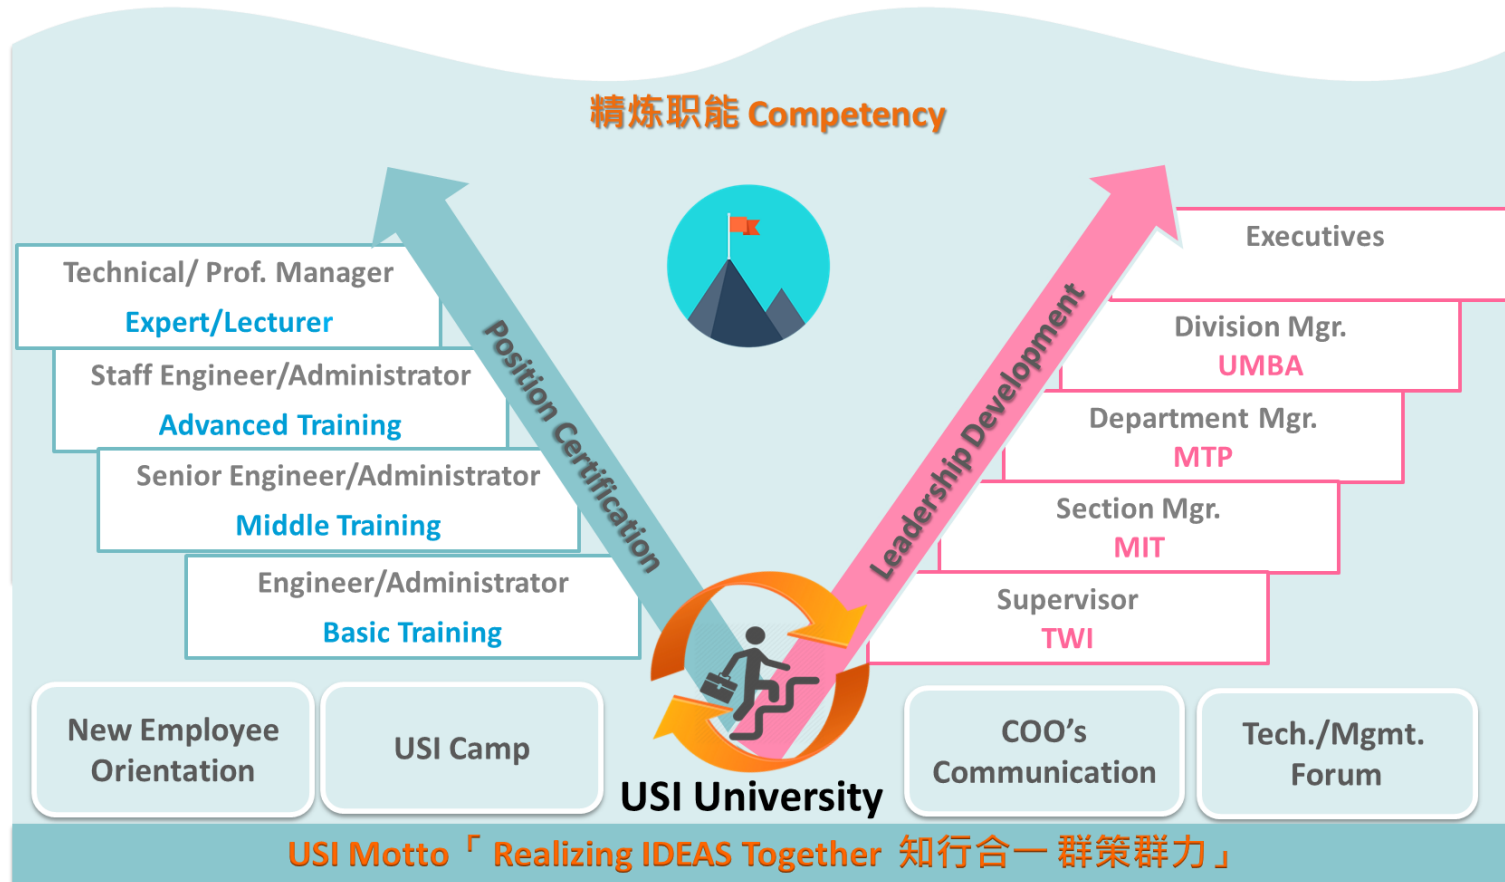 精炼职能 Competency
Technical/ Prof. Manager
Expert/Lecturer
Staff Engineer/Administrator
Advanced Training
Senior Engineer/Administrator
Middle Training
Engineer/Administrator
Basic Training
Position Certification
Leadership Development
Executives
Division Mgr.
UMBA
Department Mgr.
MTP
Section Mgr.
MIT
Supervisor
TWI
New Employee
Orientation
USI Camp
USI University
COO’s
Communication
Tech./Mgmt.
Forum
USI Motto「 Realizing IDEAS Together 知行合一 群策群力」